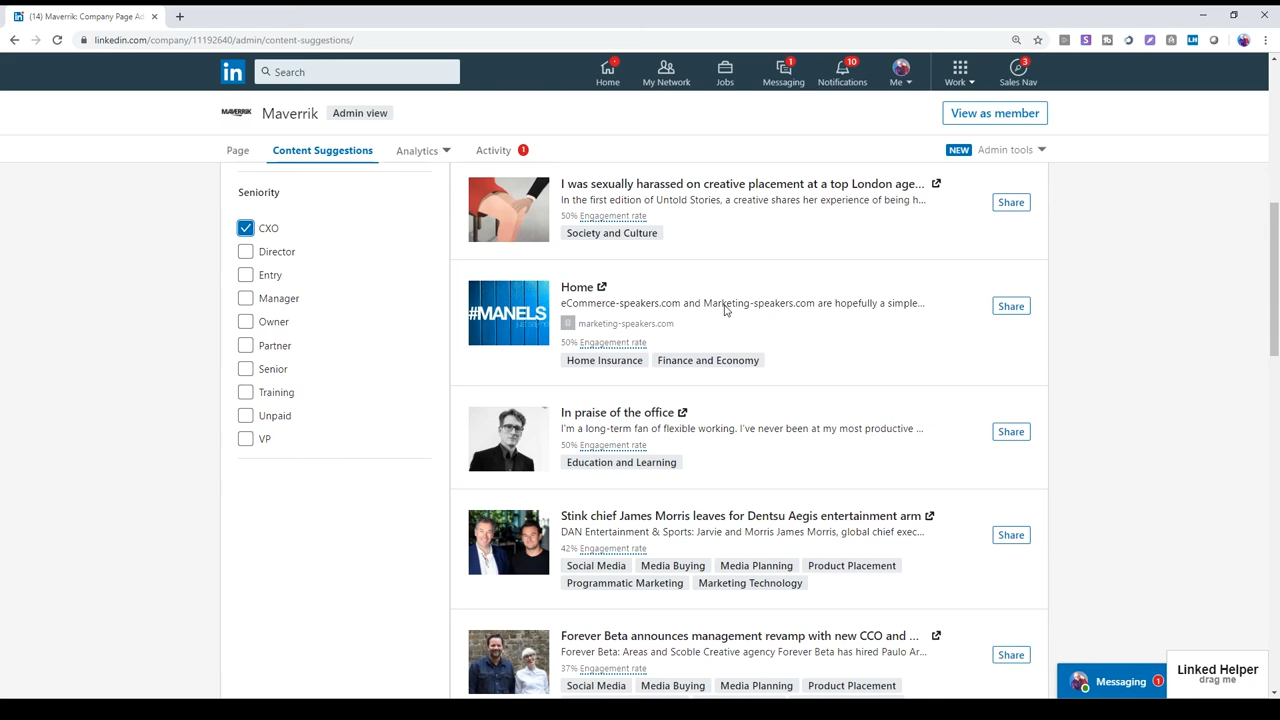 (14) Maverrik: Company Page Ad
linkedin.com/company/11192640/admin/content-suggestions/
in
Search
Home
My Network
Jobs
1
Messaging
10
Notifications
Me
Work
3
Sales Nav
MAVERRIK
Maverrik
Admin view
View as member
Page
Content Suggestions
Analytics
Activity
1
NEW
Admin tools
Seniority
CXO
Director
Entry
Manager
Owner
Partner
Senior
Training
Unpaid
VP
I was sexually harassed on creative placement at a top London age...
In the first edition of Untold Stories, a creative shares her experience of being h...
50% Engagement rate
Society and Culture
Share
#MANELS
Home
eCommerce-speakers.com and Marketing-speakers.com are hopefully a simple...
marketing-speakers.com
50% Engagement rate
Home Insurance
Finance and Economy
Share
In praise of the office
I'm a long-term fan of flexible working. I've never been at my most productive ...
50% Engagement rate
Education and Learning
Share
Stink chief James Morris leaves for Dentsu Aegis entertainment arm
DAN Entertainment & Sports: Jarvie and Morris James Morris, global chief exec...
42% Engagement rate
Social Media
Media Buying
Media Planning
Product Placement
Programmatic Marketing
Marketing Technology
Share
Forever Beta announces management revamp with new CCO and ...
Forever Beta: Areas and Scoble Creative agency Forever Beta has hired Paulo Ar...
37% Engagement rate
Social Media
Media Buying
Media Planning
Product Placement
Share
Messaging
1
Linked Helper
drag me